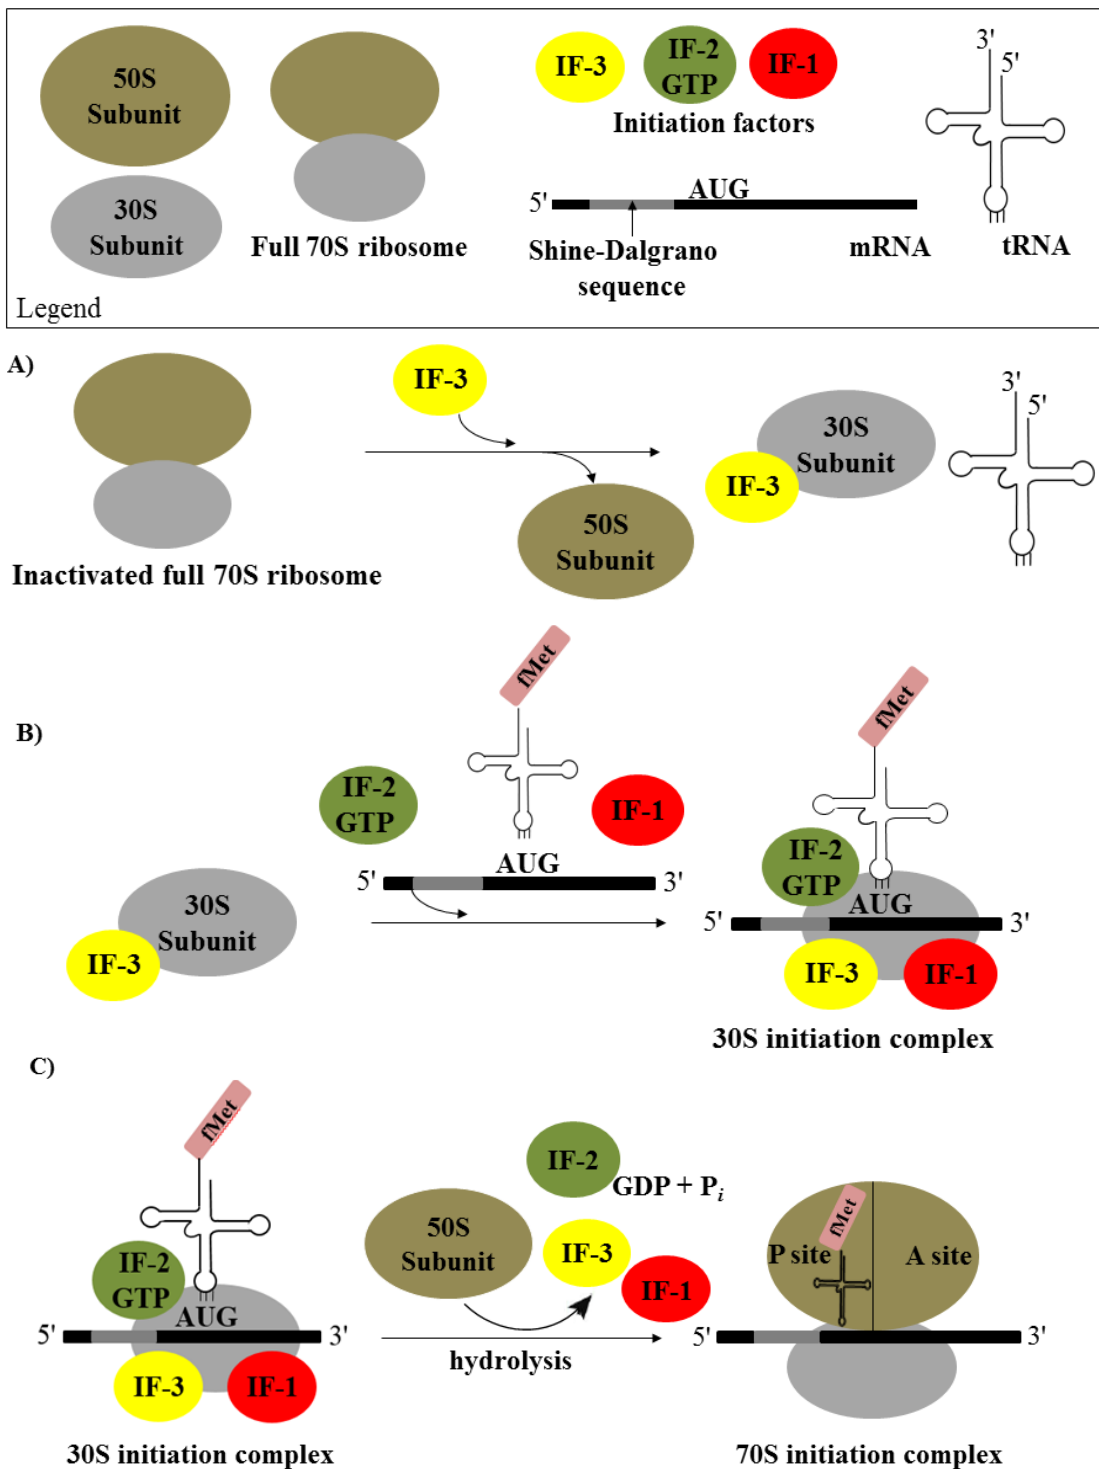 50S
Subunit
30S
Subunit
Full 70S ribosome
IF-3
IF-2
GTP
IF-1
Initiation factors
5'
AUG
Shine-Dalgrano
sequence
mRNA
3'
5'
tRNA
Legend
A)
Inactivated full 70S ribosome
IF-3
50S
Subunit
30S
Subunit
IF-3
3'
5'
B)
30S
Subunit
IF-3
IF-2
GTP
fMet
IF-1
AUG
5'
3'
fMet
IF-2
GTP
AUG
5'
3'
IF-3
IF-1
30S initiation complex
C)
fMet
IF-2
GTP
AUG
5'
3'
IF-3
IF-1
30S initiation complex
50S
Subunit
IF-2
GDP + Pi
IF-3
IF-1
hydrolysis
fMet
P site
A site
5'
3'
70S initiation complex